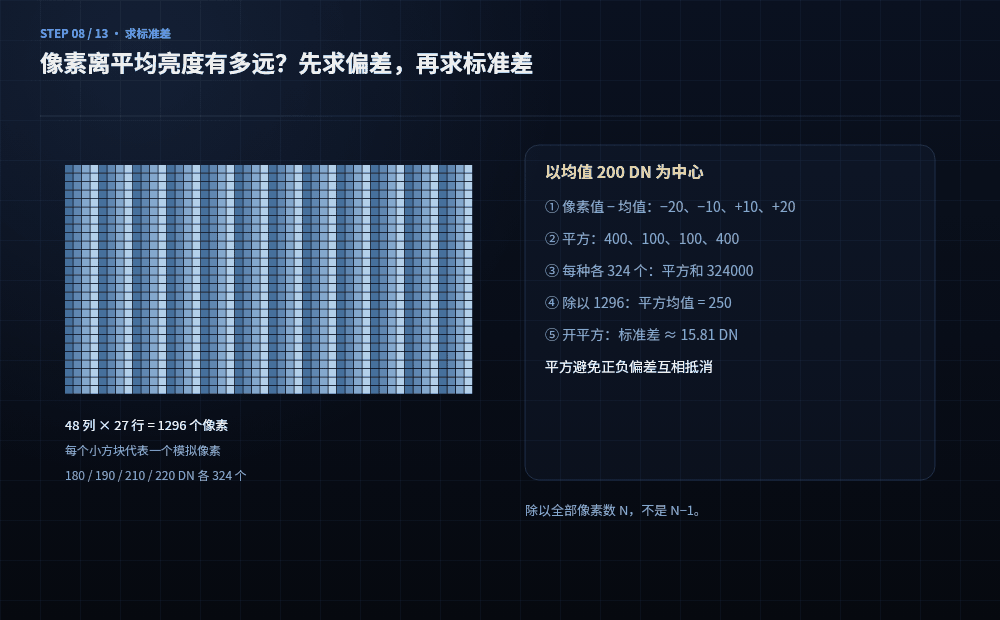 STEP 08 / 13 · 求标准差
像素离平均亮度有多远？先求偏差，再求标准差
48 列 × 27 行 = 1296 个像素
每个小方块代表一个模拟像素
180 / 190 / 210 / 220 DN 各 324 个
以均值 200 DN 为中心
① 像素值 − 均值：−20、−10、+10、+20
② 平方：400、100、100、400
③ 每种各 324 个：平方和 324000
④ 除以 1296：平方均值 = 250
⑤ 开平方：标准差 ≈ 15.81 DN
平方避免正负偏差互相抵消
除以全部像素数 N，不是 N−1。